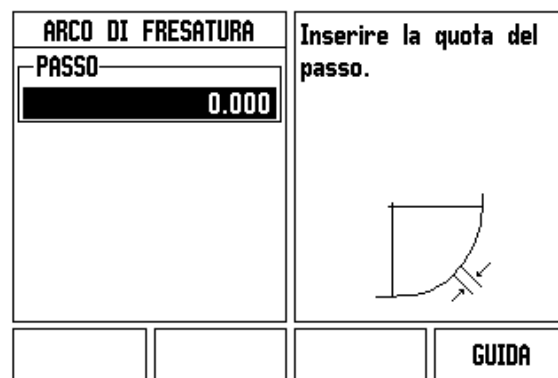 ARCO DI FRESATURA
PASSO
0.000
Inserire la quota del
passo.
GUIDA